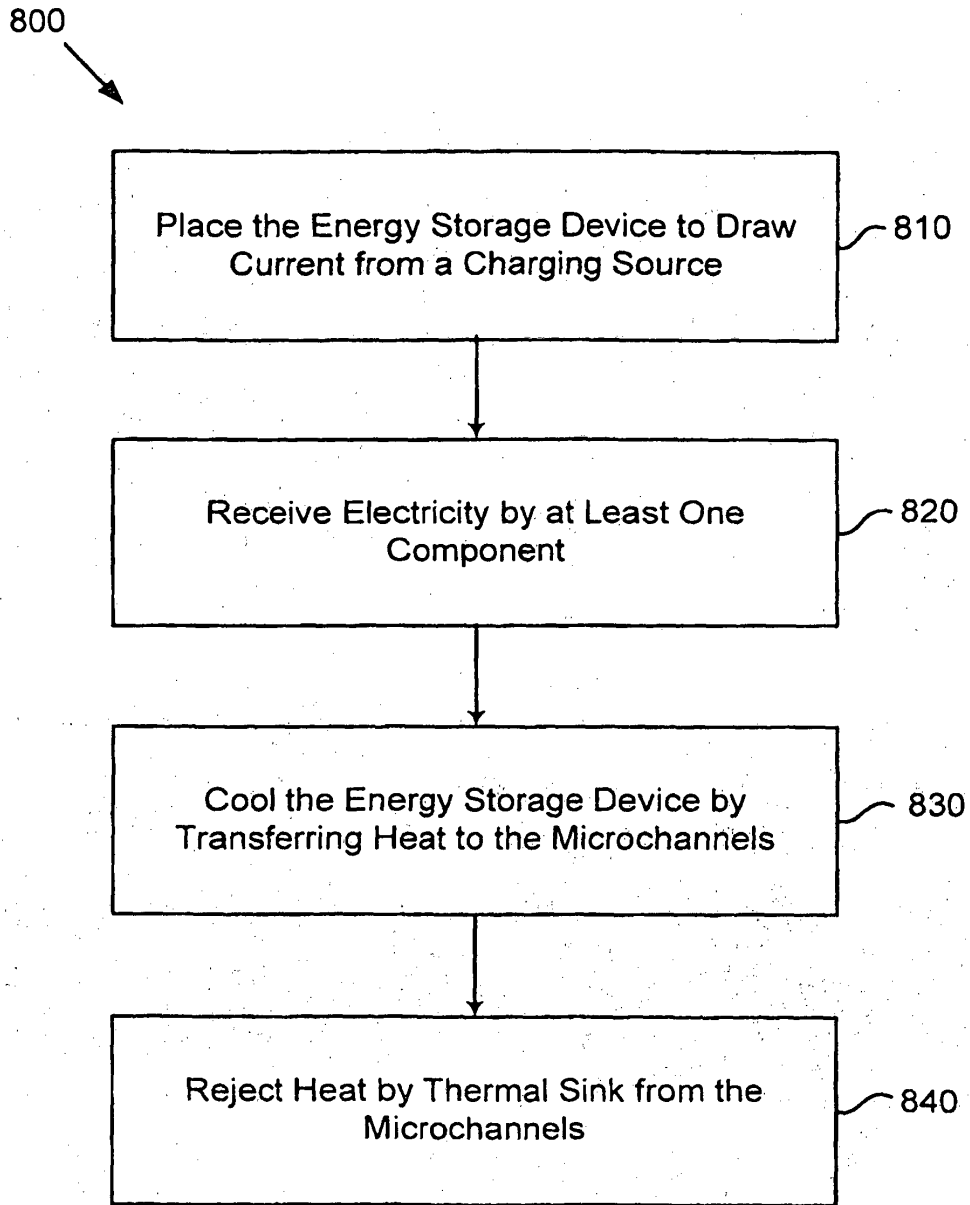 800
Place the Energy Storage Device to Draw
Current from a Charging Source
810
Receive Electricity by at Least One
Component
820
Cool the Energy Storage Device by
Transferring Heat to the Microchannels
830
Reject Heat by Thermal Sink from the
Microchannels
840